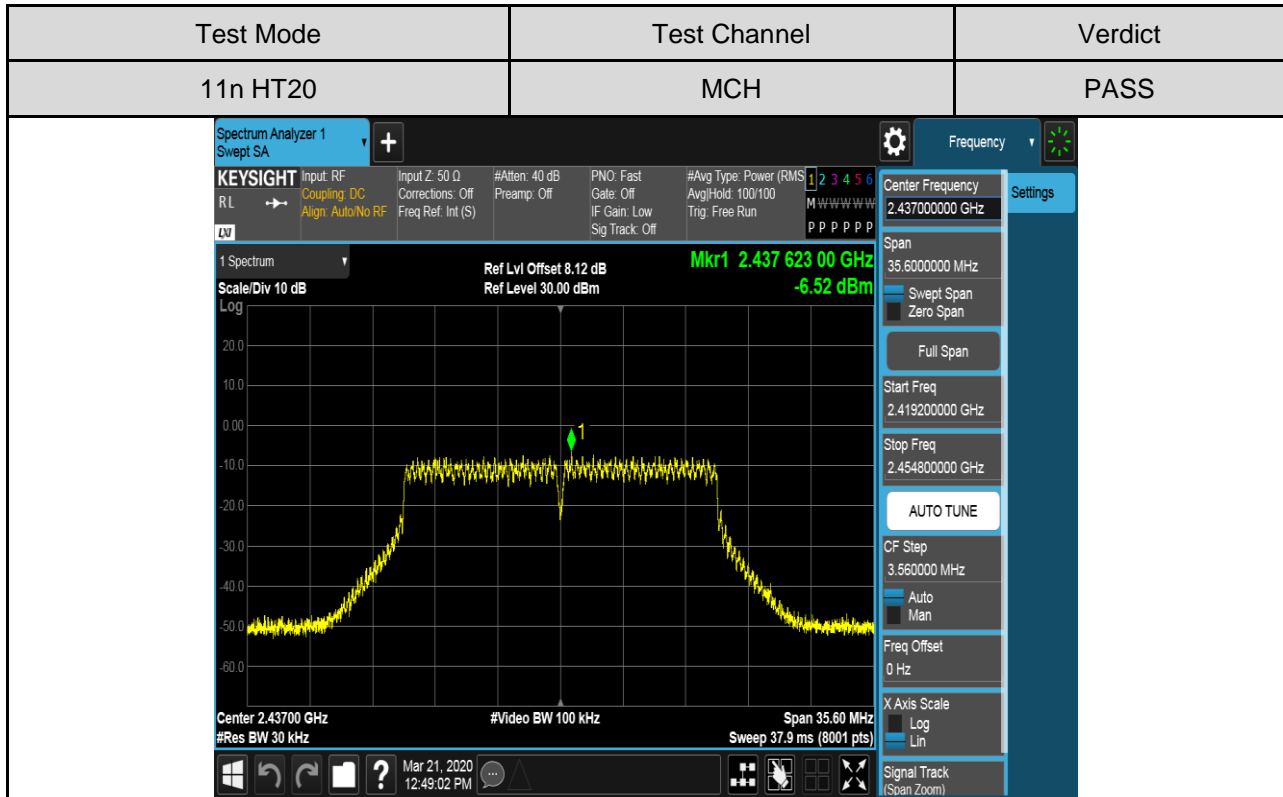 Test Mode Test Channel Verdict
11n HT20 MCH PASS
Spectrum Analyzer 1
Swept SA
+
Frequency
KEYSIGHT
RL
LXI
Input: RF
Coupling: DC
Align: Auto/No RF
Input Z: 50 Ω
Corrections: Off
Freq Ref: Int (S)
#Atten: 40 dB
Preamp: Off
PNO: Fast
Gate: Off
IF Gain: Low
Sig Track: Off
#Avg Type: Power (RMS
Avg|Hold: 100/100
Trig: Free Run
1 2 3 4 5 6
M W W W W W
P P P P P P
1 Spectrum
Scale/Div 10 dB
Ref Lvl Offset 8.12 dB
Ref Level 30.00 dBm
Mkr1 2.437 623 00 GHz
-6.52 dBm
Log
20.0
10.0
0.00
-10.0
-20.0
-30.0
-40.0
-50.0
-60.0
1
Center 2.43700 GHz
#Res BW 30 kHz
#Video BW 100 kHz
Span 35.60 MHz
Sweep 37.9 ms (8001 pts)
Mar 21, 2020
12:49:02 PM
?
Center Frequency
2.437000000 GHz
Settings
Span
35.6000000 MHz
Swept Span
Zero Span
Full Span
Start Freq
2.419200000 GHz
Stop Freq
2.454800000 GHz
AUTO TUNE
CF Step
3.560000 MHz
Auto
Man
Freq Offset
0 Hz
X Axis Scale
Log
Lin
Signal Track
(Span Zoom)